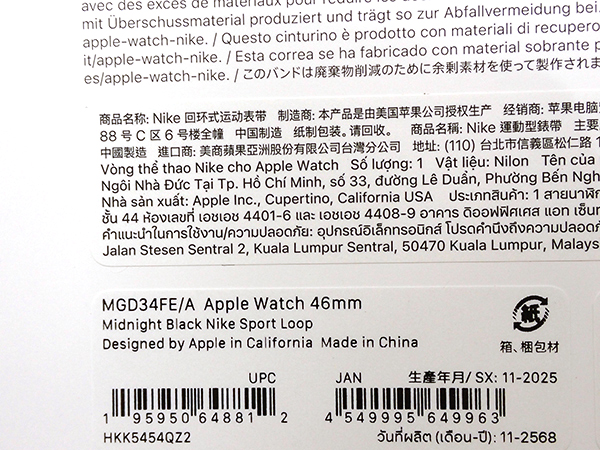 avec des excès de matériaux pour réduire les
mit Überschussmaterial produziert und trägt so zur Abfallvermeidung bei.
apple-watch-nike. / Questo cinturino è prodotto con materiali di recupero
it/apple-watch-nike. / Esta correa se ha fabricado con material sobrante
es/apple-watch-nike. / このバンドは廃棄物削減のために余剰素材を使って製作され
商品名称: Nike 回环式运动表带 制造商: 本产品是由美国苹果公司授权生产 经销商: 苹果电脑
88 号 C 区 6 号楼全幢 中国制造 纸制包装。请回收。 商品名稱: Nike 運動型錶帶 主要
中國製造 進口商: 美商蘋果亞洲股份有限公司台灣分公司 地址: (110) 台北市信義區松仁路
Vòng thể thao Nike cho Apple Watch Số lượng: 1 Vật liệu: Nilon Tên của
Ngôi Nhà Đức Tại Tp. Hồ Chí Minh, số 33, đường Lê Duẩn, Phường Bến
Nhà sản xuất: Apple Inc., Cupertino, California USA ประเภทสินค้า: 1 สายนาฬิกา
ชั้น 44 ห้องเลขที่ เอชเอช 4401-6 และ เอชเอช 4408-9 อาคาร ดิออฟฟิศเศส แอท เซ็น
คำแนะนำในการใช้งาน/ความปลอดภัย: อุปกรณ์อิเล็กทรอนิกส์ โปรดคำนึงถึงความปลอดภัย
Jalan Stesen Sentral 2, Kuala Lumpur Sentral, 50470 Kuala Lumpur,
MGD34FE/A Apple Watch 46mm
Midnight Black Nike Sport Loop
Designed by Apple in California Made in China
紙
箱、梱包材
UPC
JAN
生產年月/ SX: 11-2025
1 95950 64881 2
4 549995 649963
HKK5454QZ2
วันที่ผลิต (เดือน-ปี): 11-2568